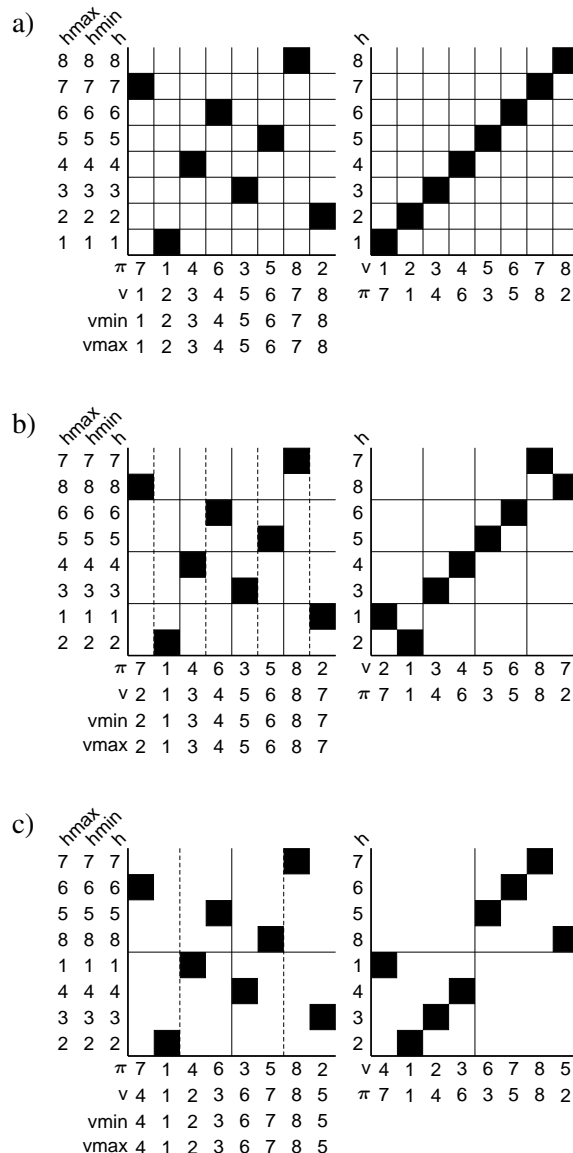 a)
hmax hmin h h
8 8 8 8
7 7 7 7
6 6 6 6
5 5 5 5
4 4 4 4
3 3 3 3
2 2 2 2
1 1 1 1
π 7 1 4 6 3 5 8 2 v 1 2 3 4 5 6 7 8
v 1 2 3 4 5 6 7 8 π 7 1 4 6 3 5 8 2
vmin 1 2 3 4 5 6 7 8
vmax 1 2 3 4 5 6 7 8
b)
hmax hmin h h
7 7 7 7
8 8 8 8
6 6 6 6
5 5 5 5
4 4 4 4
3 3 3 3
1 1 1 1
2 2 2 2
π 7 1 4 6 3 5 8 2 v 2 1 3 4 5 6 8 7
v 2 1 3 4 5 6 8 7 π 7 1 4 6 3 5 8 2
vmin 2 1 3 4 5 6 8 7
vmax 2 1 3 4 5 6 8 7
c)
hmax hmin h h
7 7 7 7
6 6 6 6
5 5 5 5
8 8 8 8
1 1 1 1
4 4 4 4
3 3 3 3
2 2 2 2
π 7 1 4 6 3 5 8 2 v 4 1 2 3 6 7 8 5
v 4 1 2 3 6 7 8 5 π 7 1 4 6 3 5 8 2
vmin 4 1 2 3 6 7 8 5
vmax 4 1 2 3 6 7 8 5